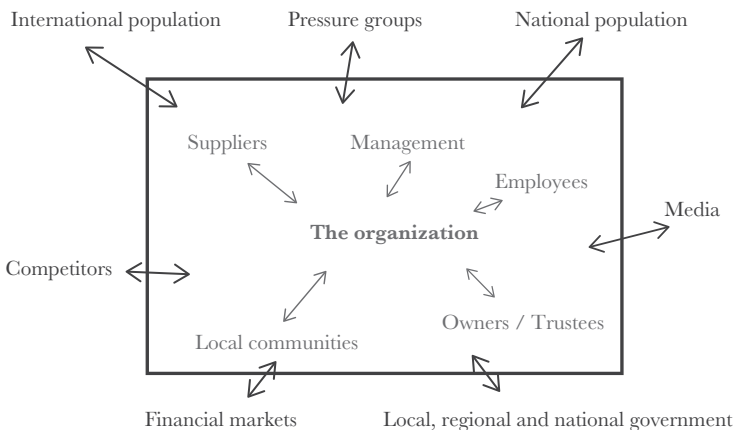 International population
Pressure groups
National population
Suppliers
Management
Employees
Media
The organization
Competitors
Owners / Trustees
Local communities
Financial markets
Local, regional and national government